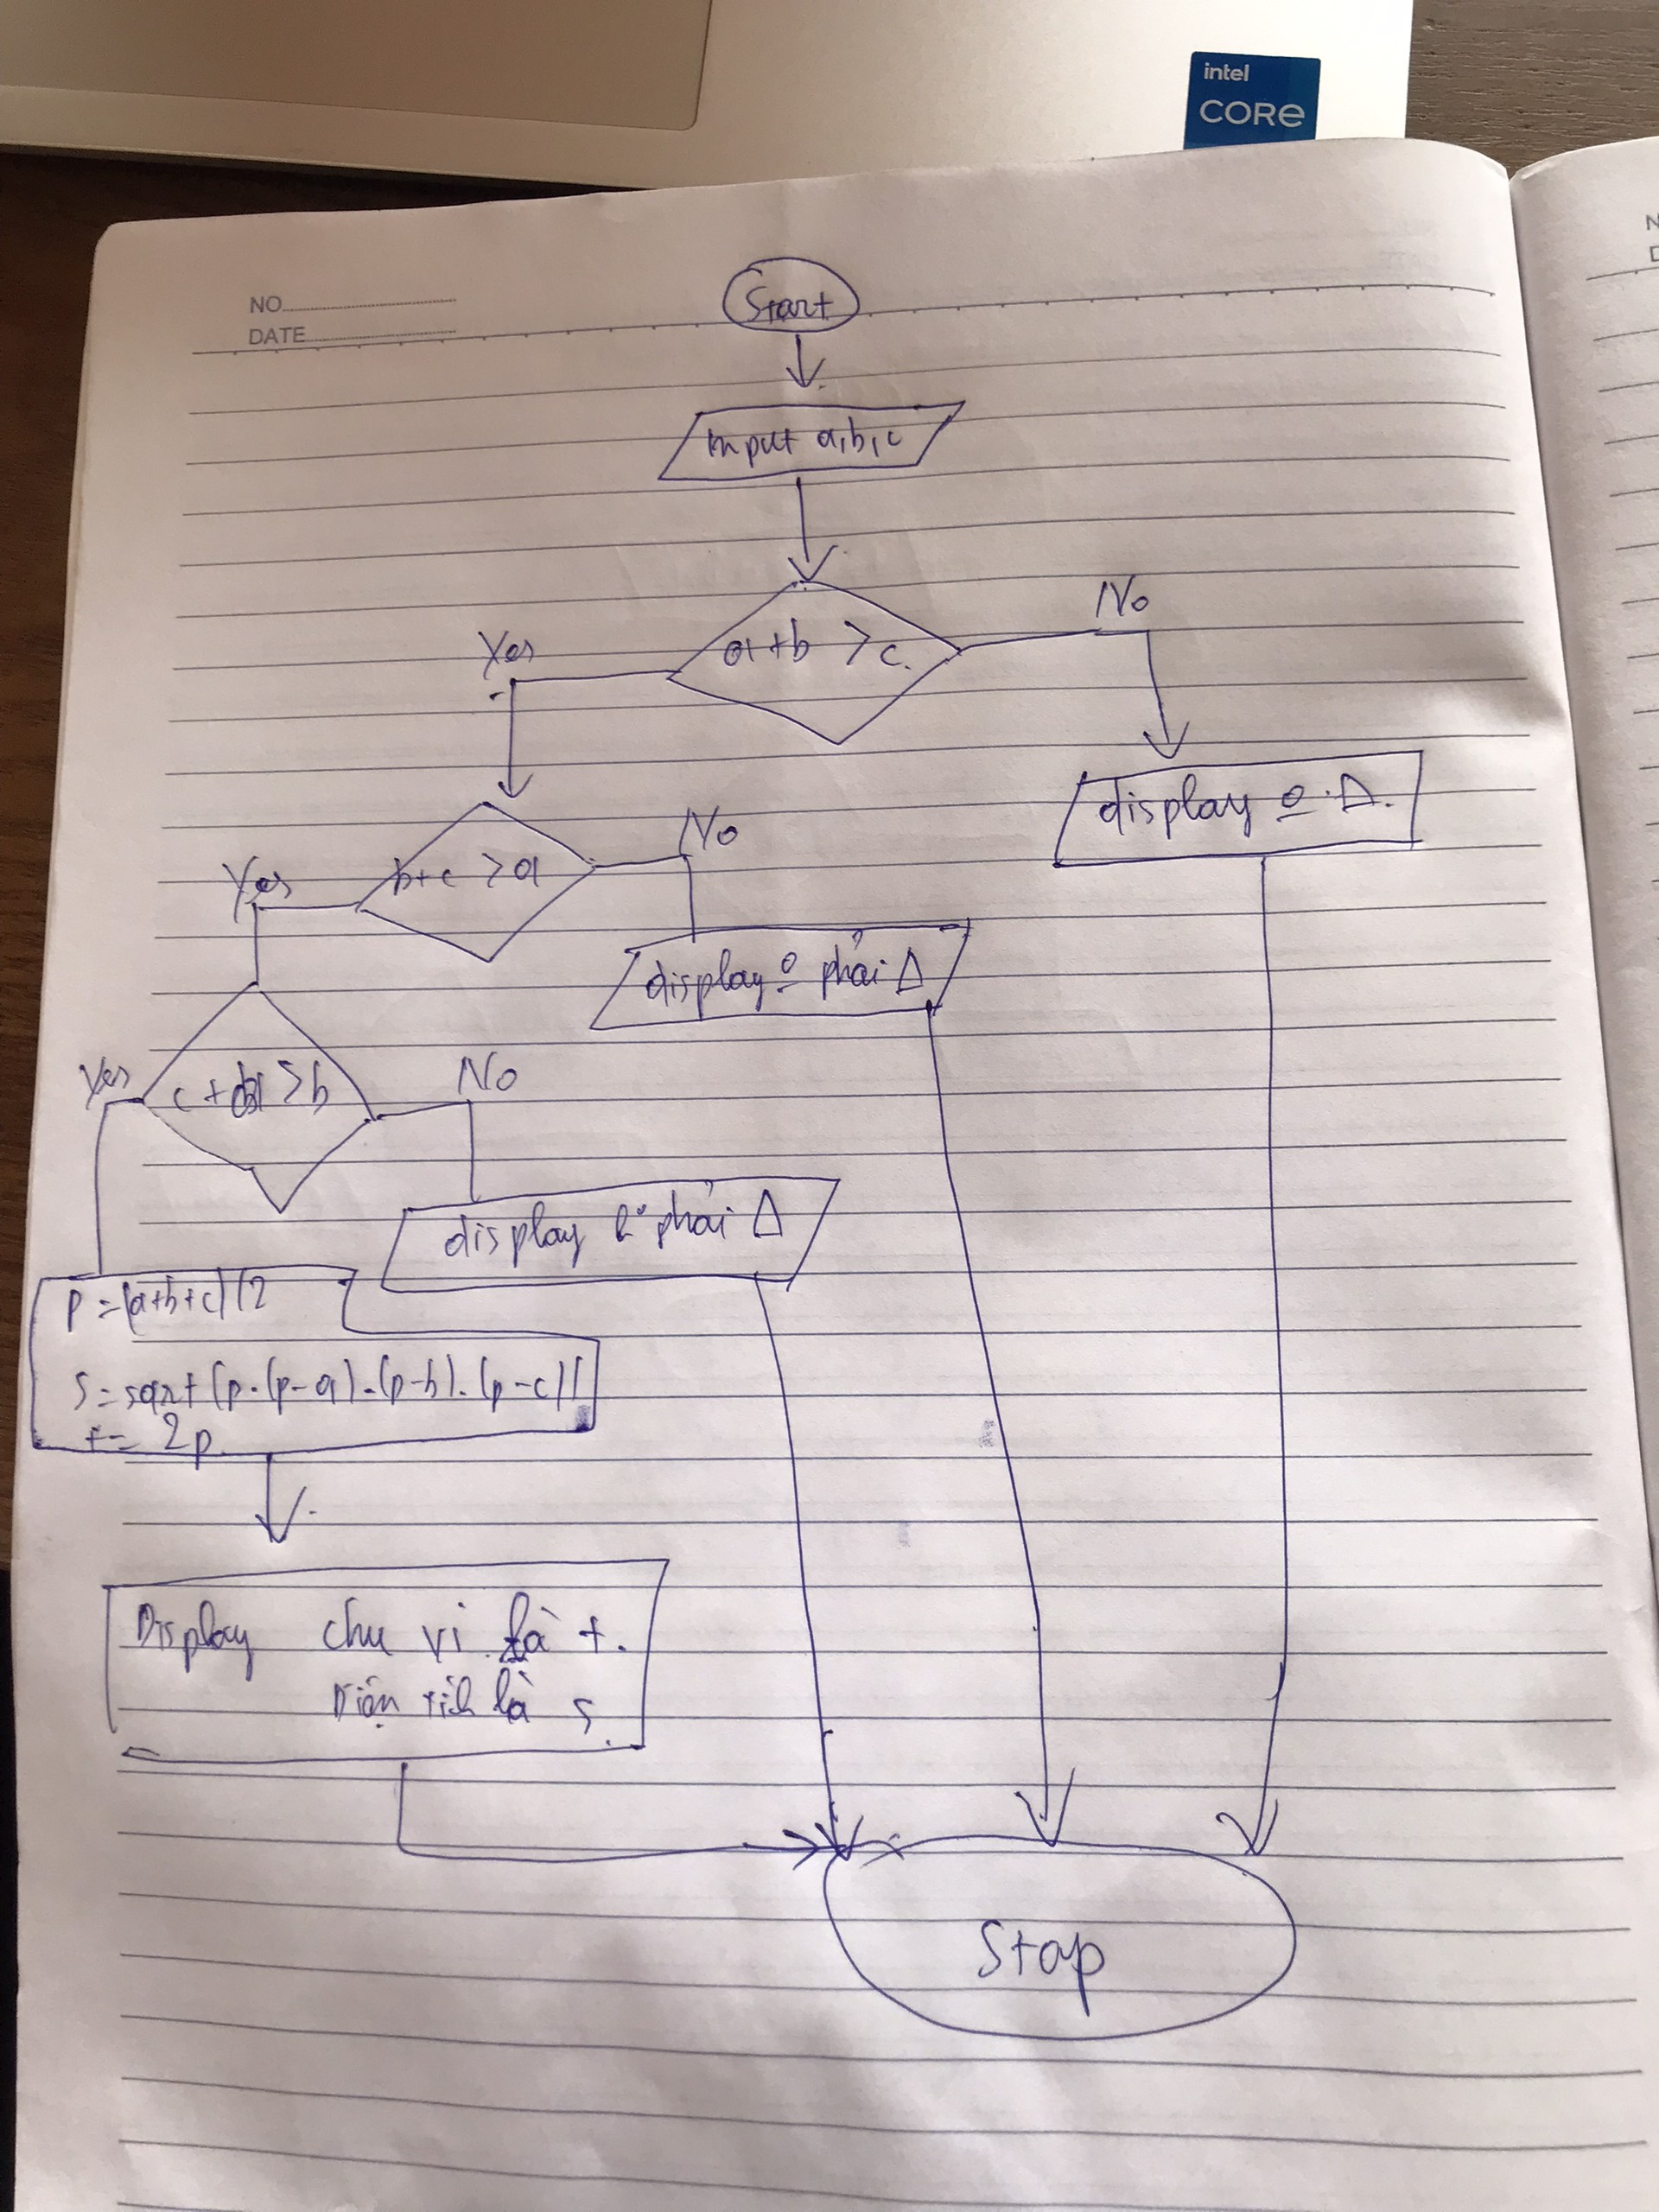 intel
CORE
NO
DATE
Start
Input a,b,c
a+b > c.
Yes
No
display o Δ.
b+c > a
Yes
No
display o phải Δ
c + a > b
Yes
No
display k° phải Δ
p = (a+b+c)/2
S = sqrt (p.(p-a).(p-b).(p-c))
t = 2p
Display chu vi là t.
Diện tích là S.
Stop